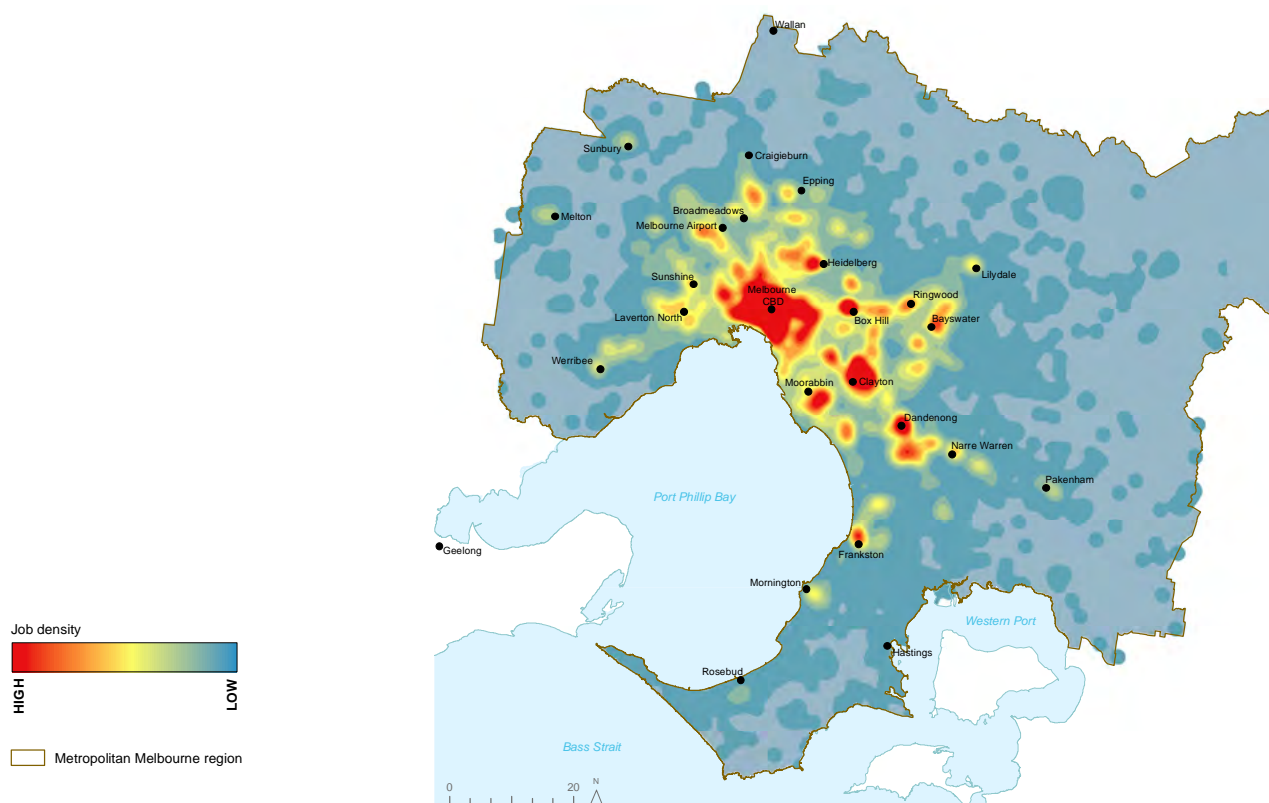 Wallan
Sunbury
Craigieburn
Epping
Melton
Broadmeadows
Melbourne Airport
Heidelberg
Lilydale
Sunshine
Melbourne
CBD
Ringwood
Laverton North
Box Hill
Bayswater
Werribee
Moorabbin
Clayton
Dandenong
Narre Warren
Pakenham
Port Phillip Bay
Geelong
Frankston
Mornington
Western Port
Hastings
Rosebud
Bass Strait
Job density
HIGH
LOW
Metropolitan Melbourne region
0 20 N